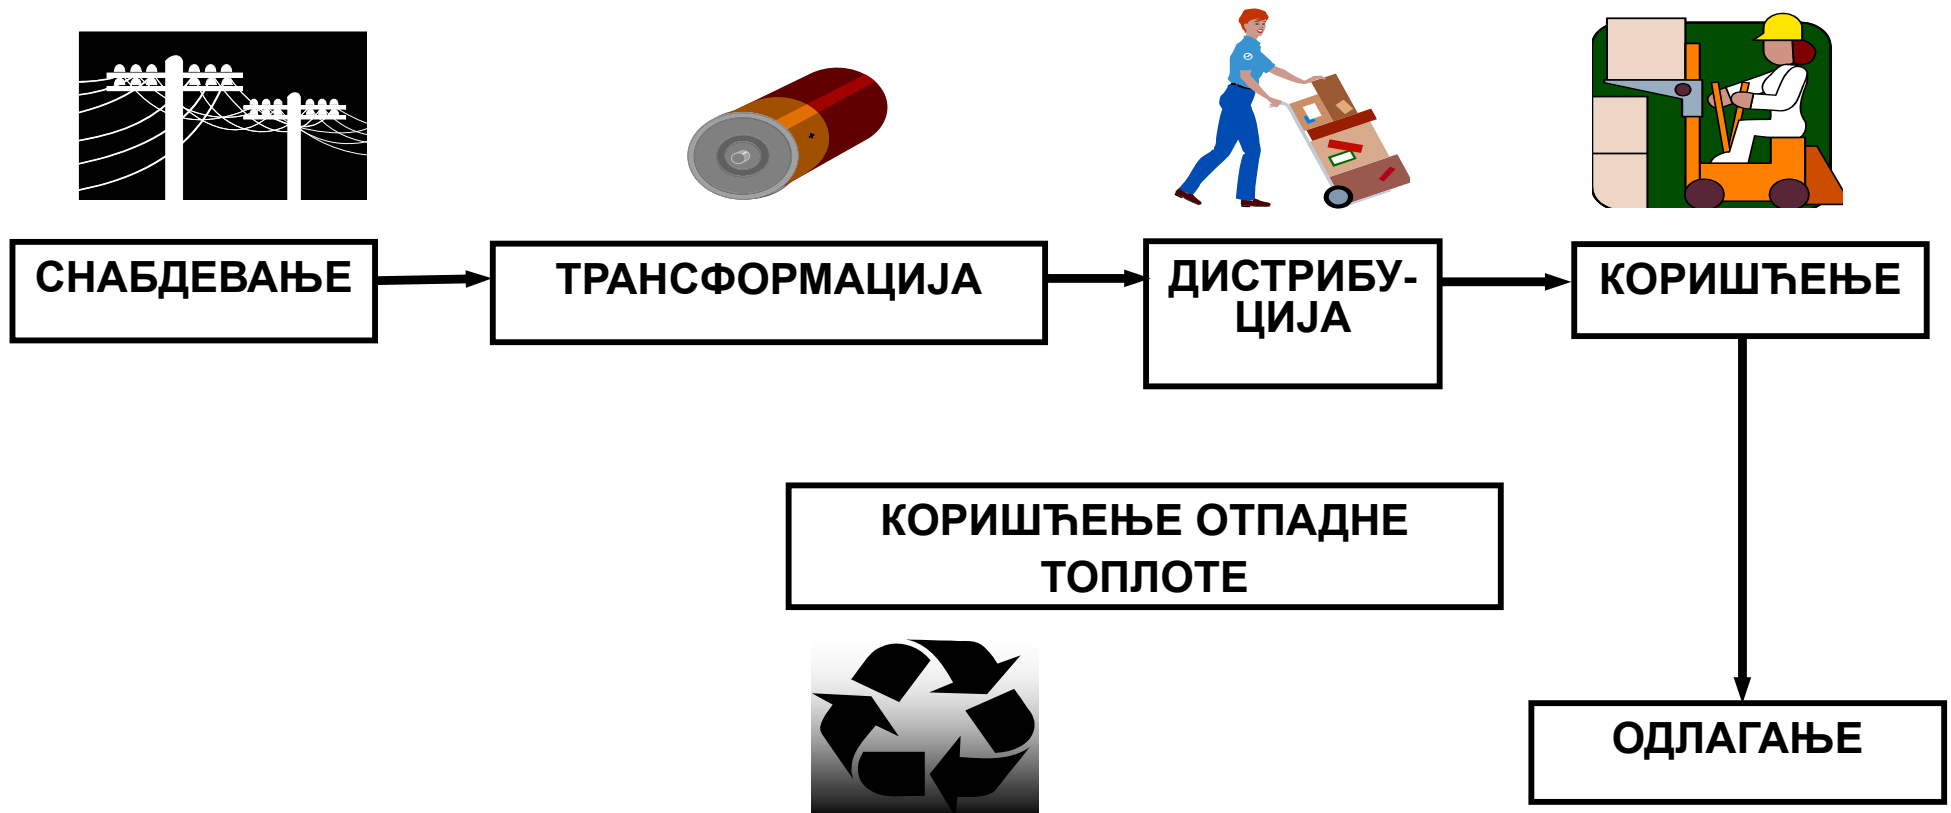 СНАБДЕВАЊЕ
ТРАНСФОРМАЦИЈА
ДИСТРИБУ-
ЦИЈА
КОРИШЋЕЊЕ
КОРИШЋЕЊЕ ОТПАДНЕ
ТОПЛОТЕ
ОДЛАГАЊЕ